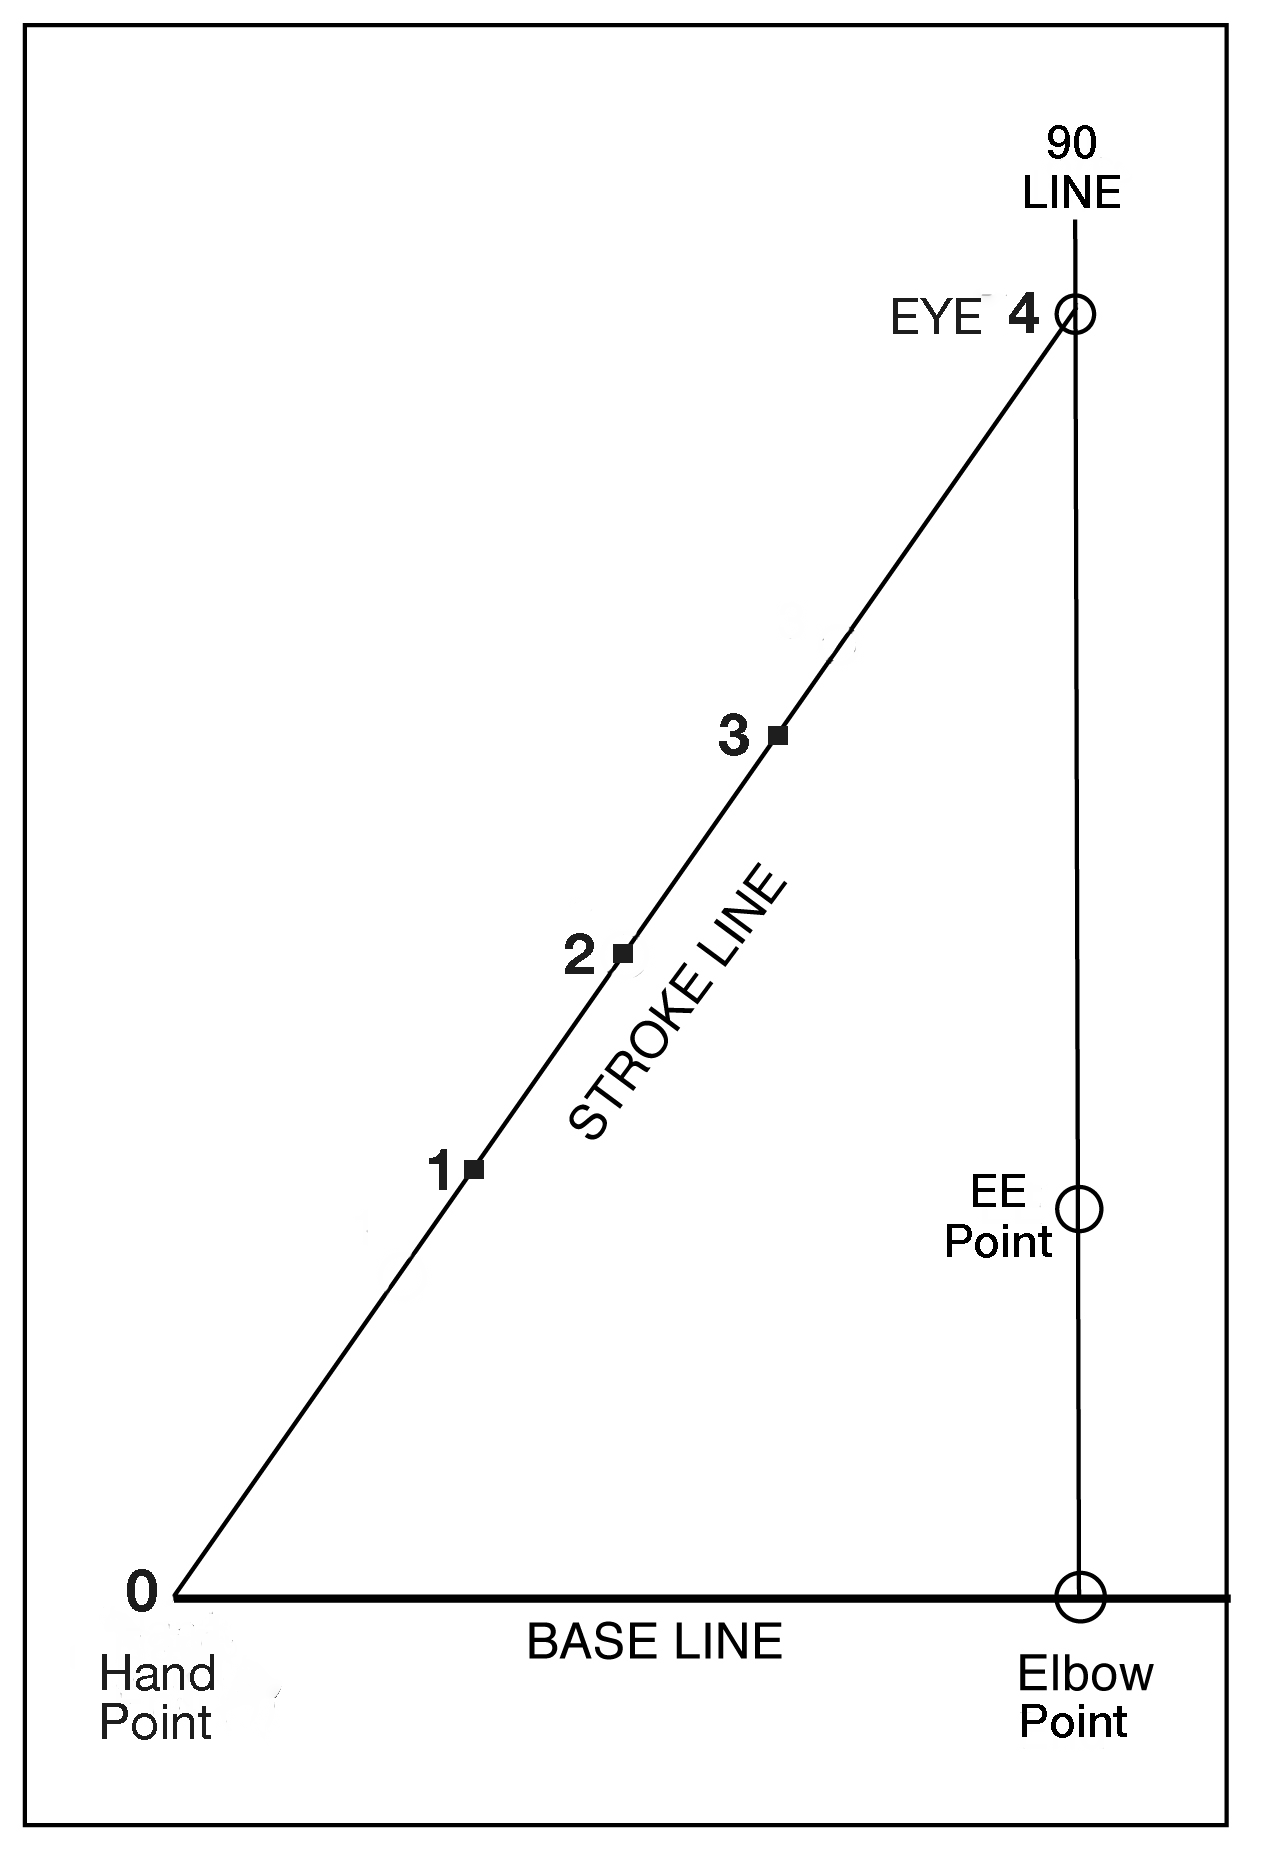 90
LINE
EYE 4
3
2
STROKE LINE
1
EE
Point
0
BASE LINE
Hand
Point
Elbow
Point